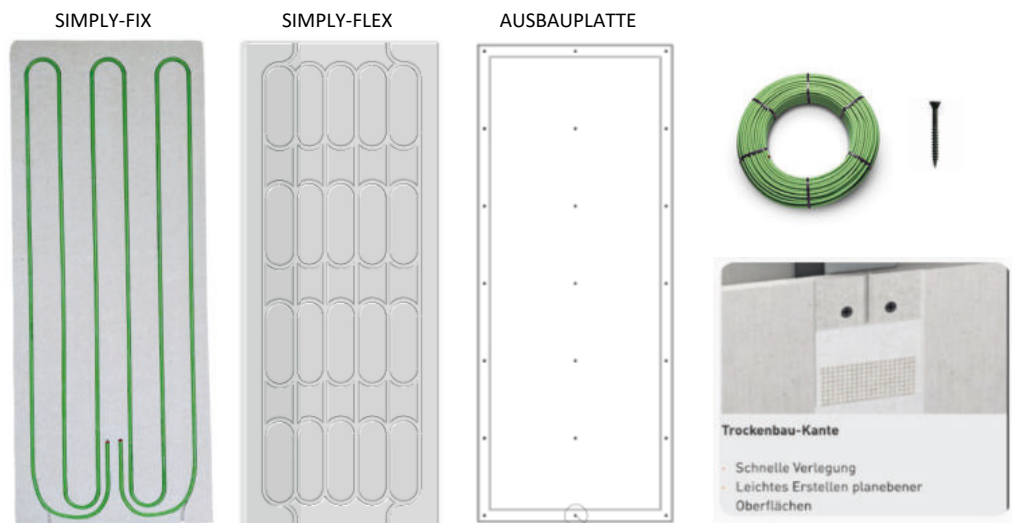 SIMPLY-FIX
SIMPLY-FLEX
AUSBAUPLATTE
Trockenbau-Kante
- Schnelle Verlegung
- Leichtes Erstellen planebener
Oberflächen